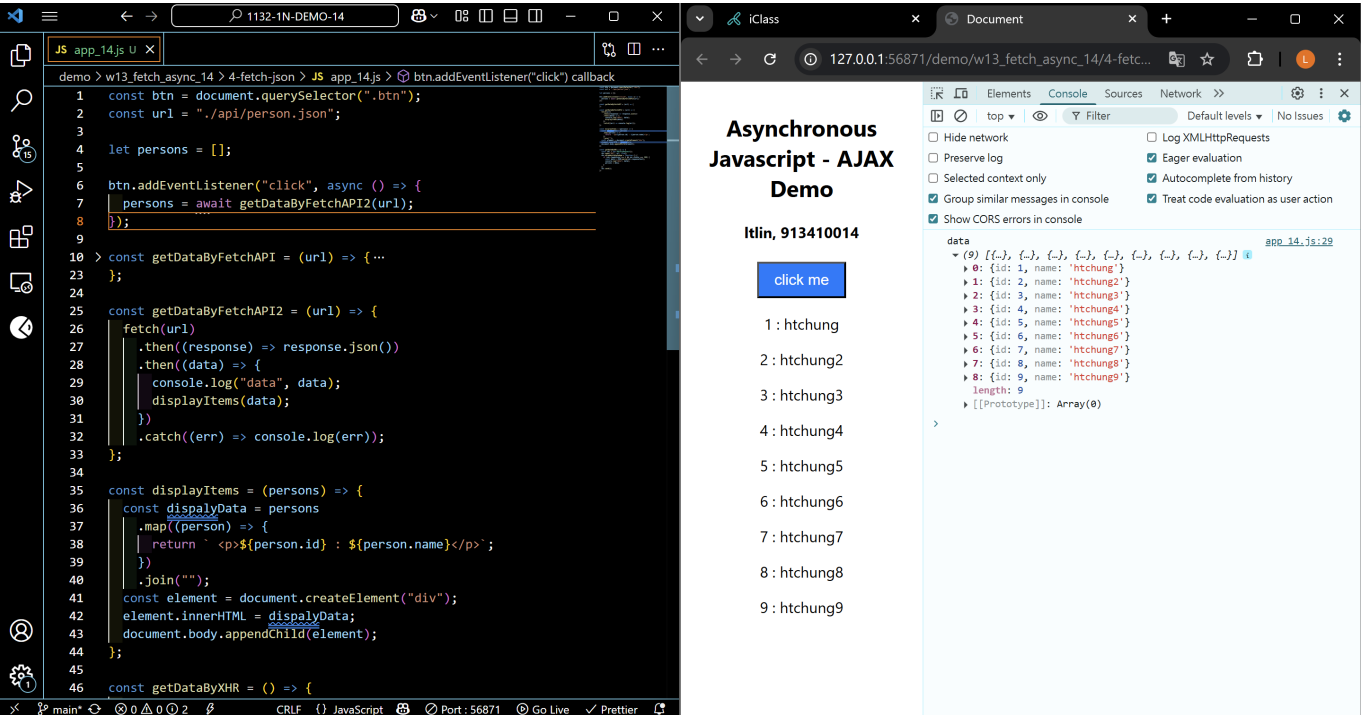 1132-1N-DEMO-14
JS app_14.js U
demo > w13_fetch_async_14 > 4-fetch-json > JS app_14.js > btn.addEventListener("click") callback
1 const btn = document.querySelector(".btn");
2 const url = "./api/person.json";
3
4 let persons = [];
5
6 btn.addEventListener("click", async () => {
7 persons = await getDataByFetchAPI2(url);
8 });
9
10 const getDataByFetchAPI = (url) => {…
23 };
24
25 const getDataByFetchAPI2 = (url) => {
26 fetch(url)
27 .then((response) => response.json())
28 .then((data) => {
29 console.log("data", data);
30 displayItems(data);
31 })
32 .catch((err) => console.log(err));
33 };
34
35 const displayItems = (persons) => {
36 const dispalyData = persons
37 .map((person) => {
38 return ` <p>${person.id} : ${person.name}</p>`;
39 })
40 .join("");
41 const element = document.createElement("div");
42 element.innerHTML = dispalyData;
43 document.body.appendChild(element);
44 };
45
46 const getDataByXHR = () => {
15
1
main* 0 0 2 CRLF {} JavaScript Port : 56871 Go Live Prettier
iClass
Document
127.0.0.1:56871/demo/w13_fetch_async_14/4-fetc...
L
Asynchronous
Javascript - AJAX
Demo
ltlin, 913410014
click me
1 : htchung
2 : htchung2
3 : htchung3
4 : htchung4
5 : htchung5
6 : htchung6
7 : htchung7
8 : htchung8
9 : htchung9
Elements Console Sources Network
top Filter Default levels No Issues
Hide network Log XMLHttpRequests
Preserve log Eager evaluation
Selected context only Autocomplete from history
Group similar messages in console Treat code evaluation as user action
Show CORS errors in console
data app_14.js:29
(9) [{…}, {…}, {…}, {…}, {…}, {…}, {…}, {…}, {…}]
0: {id: 1, name: 'htchung'}
1: {id: 2, name: 'htchung2'}
2: {id: 3, name: 'htchung3'}
3: {id: 4, name: 'htchung4'}
4: {id: 5, name: 'htchung5'}
5: {id: 6, name: 'htchung6'}
6: {id: 7, name: 'htchung7'}
7: {id: 8, name: 'htchung8'}
8: {id: 9, name: 'htchung9'}
length: 9
[[Prototype]]: Array(0)